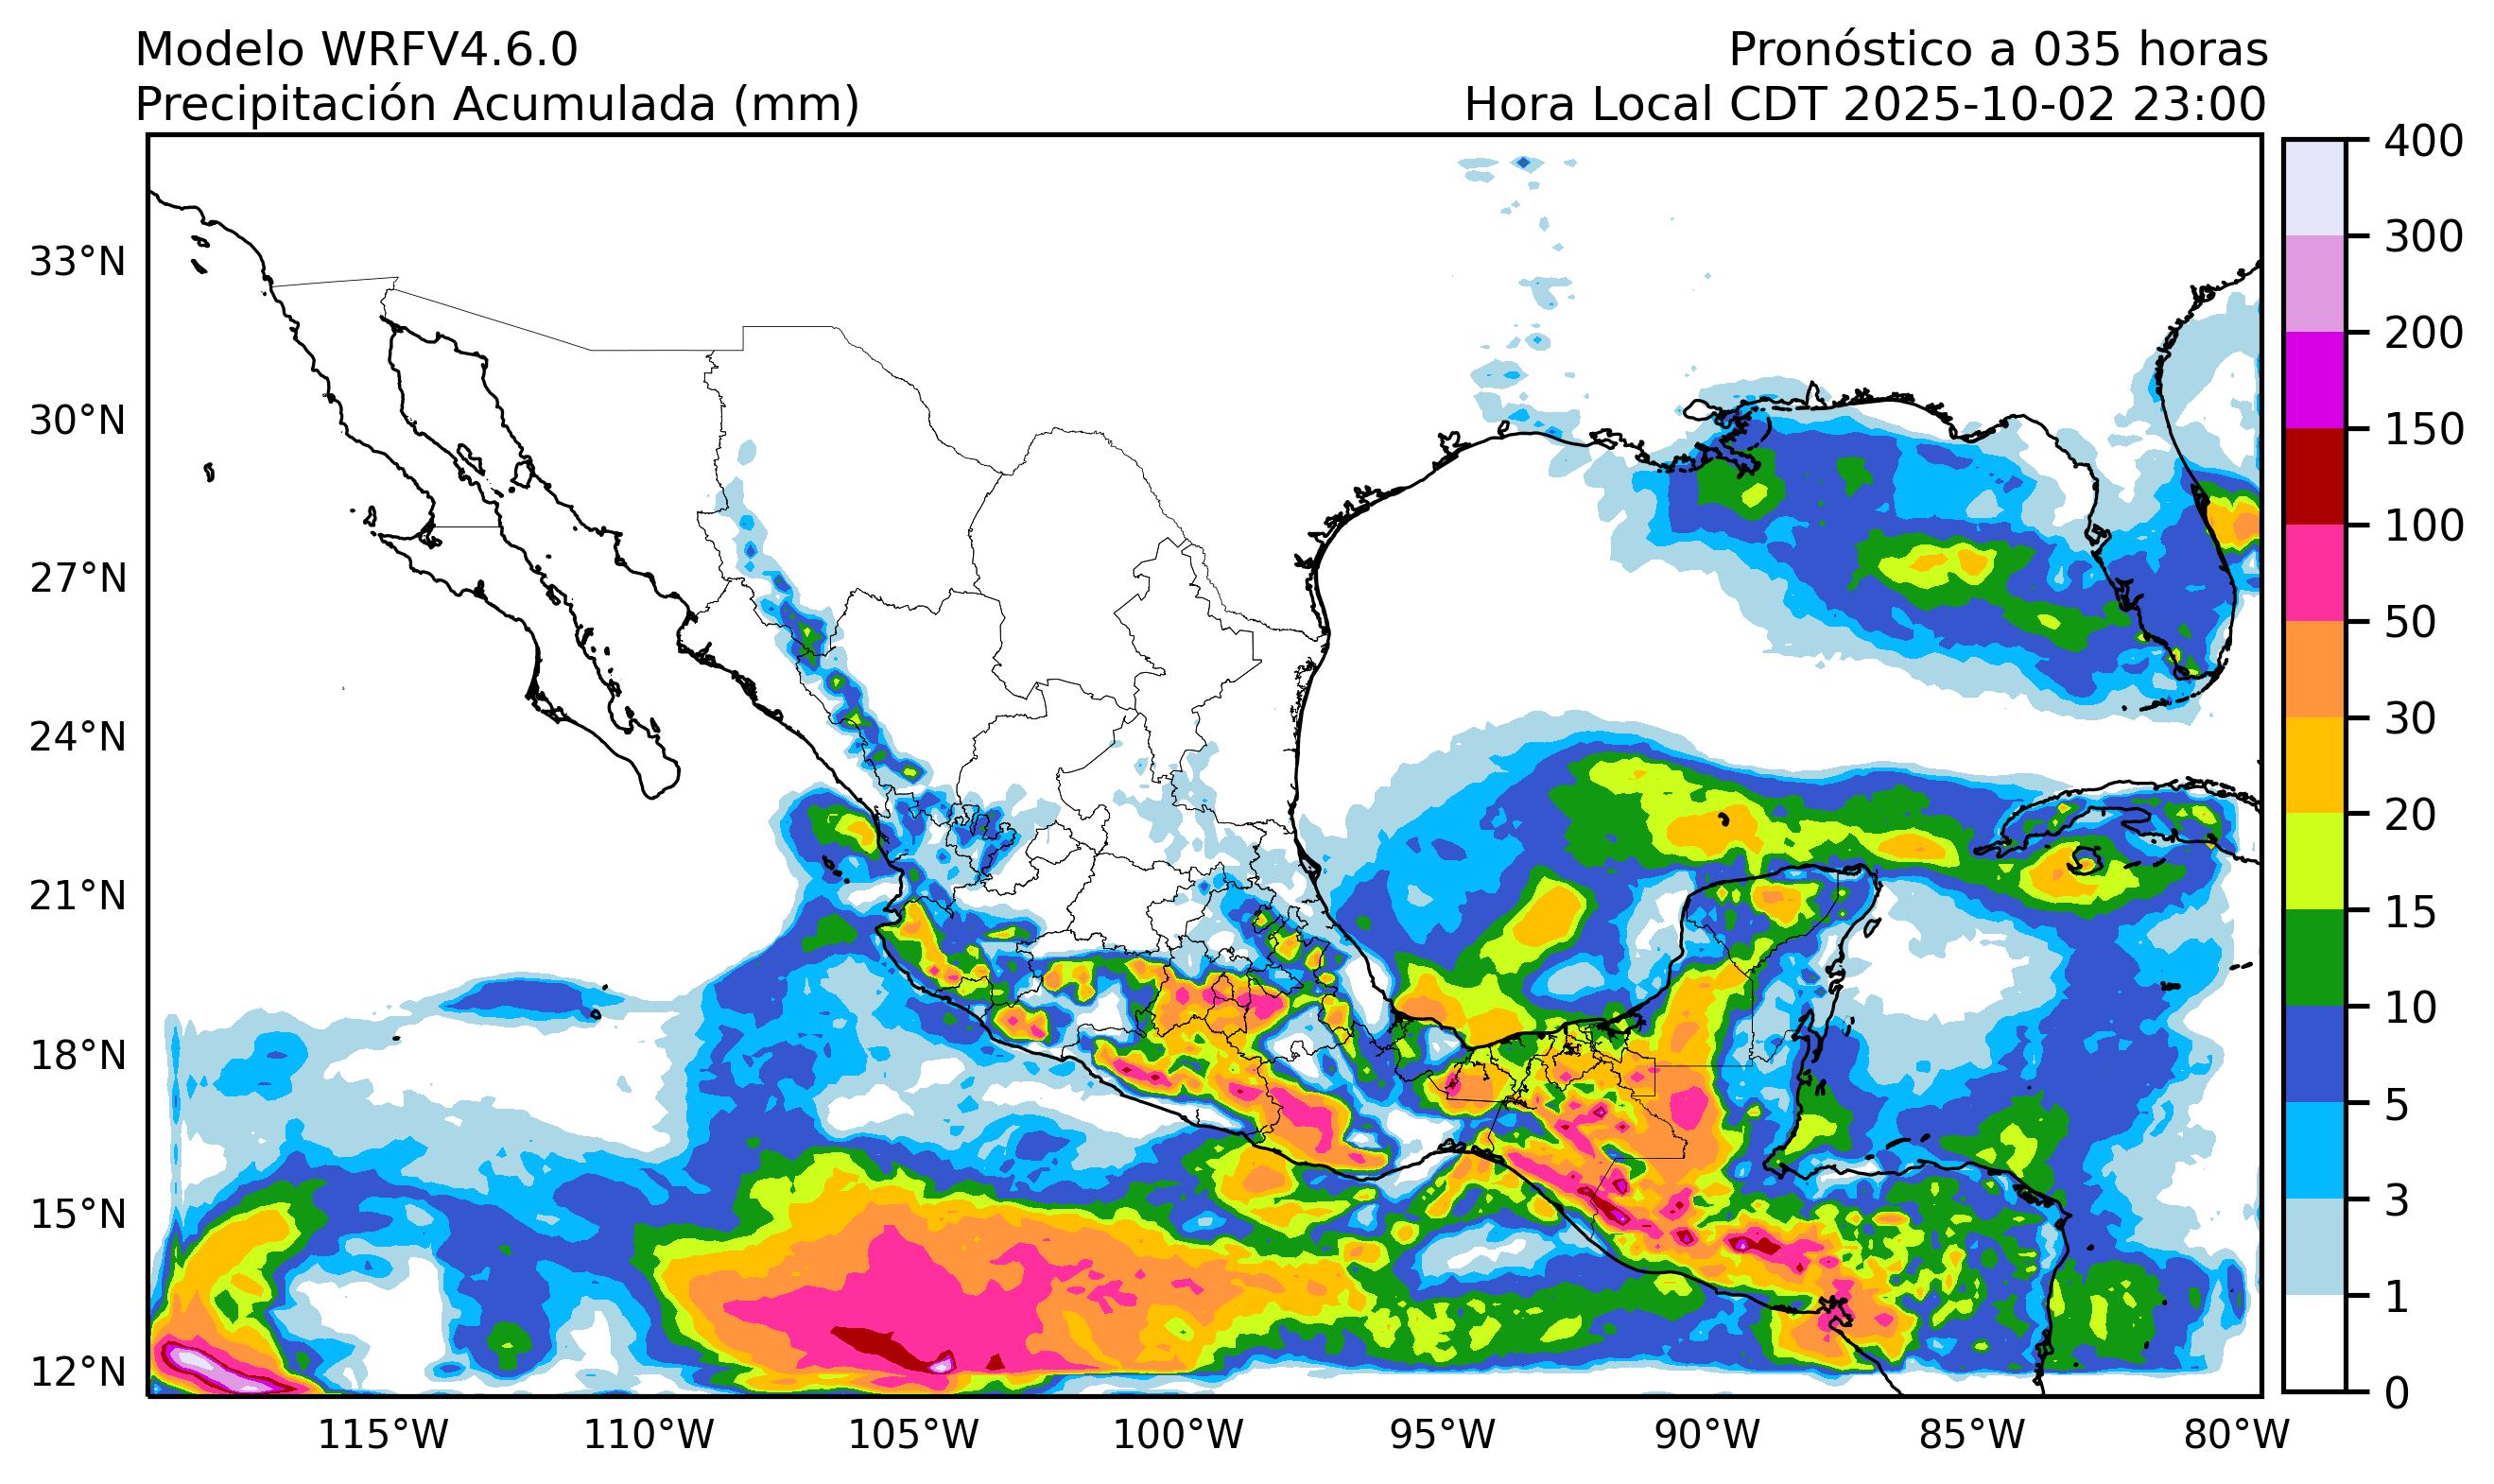 Modelo WRFV4.6.0
Precipitación Acumulada (mm)
Pronóstico a 035 horas
Hora Local CDT 2025-10-02 23:00
33°N
30°N
27°N
24°N
21°N
18°N
15°N
12°N
115°W
110°W
105°W
100°W
95°W
90°W
85°W
80°W
400
300
200
150
100
50
30
20
15
10
5
3
1
0